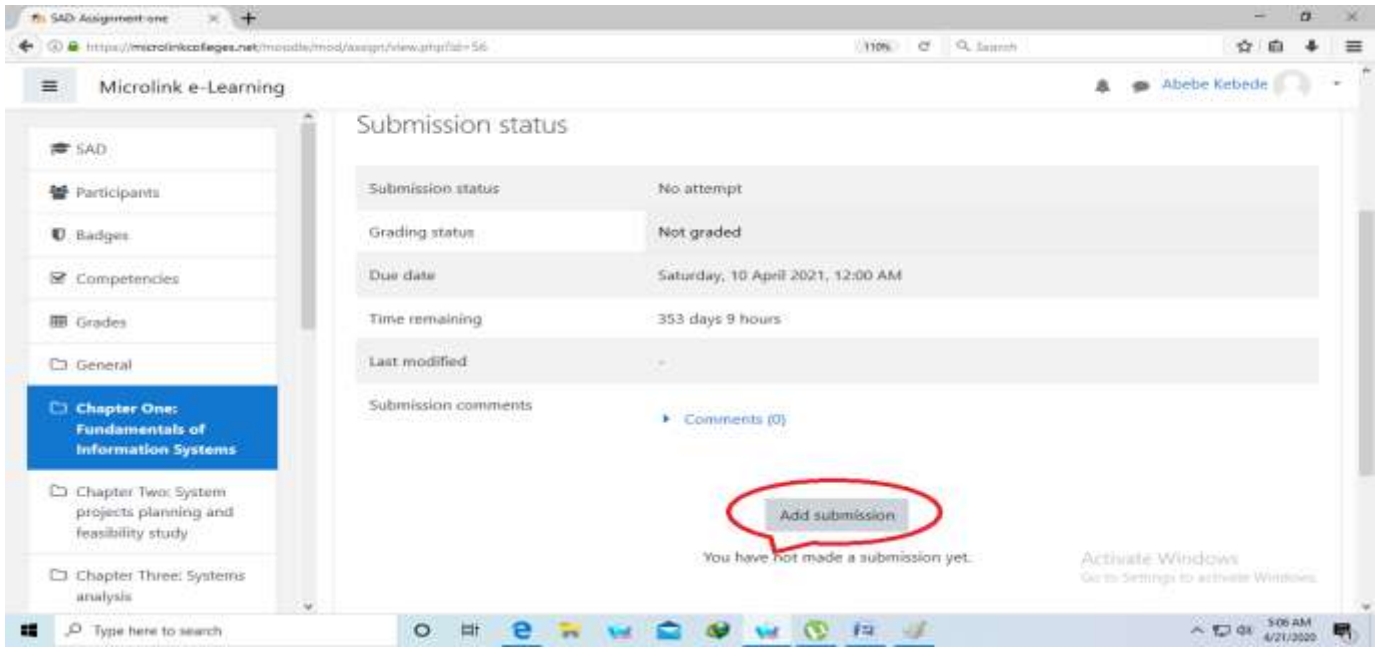 SAD: Assignment one
https://microlinkcolleges.net/moodle/mod/assign/view.php?id=56
110%
Search
Microlink e-Learning
Abebe Kebede
SAD
Participants
Badges
Competencies
Grades
General
Chapter One:
Fundamentals of
Information Systems
Chapter Two: System
projects planning and
feasibility study
Chapter Three: Systems
analysis
Submission status
Submission status No attempt
Grading status Not graded
Due date Saturday, 10 April 2021, 12:00 AM
Time remaining 353 days 9 hours
Last modified -
Submission comments
Comments (0)
Add submission
You have not made a submission yet.
Activate Windows
Go to Settings to activate Windows.
Type here to search
5:06 AM
4/21/2020